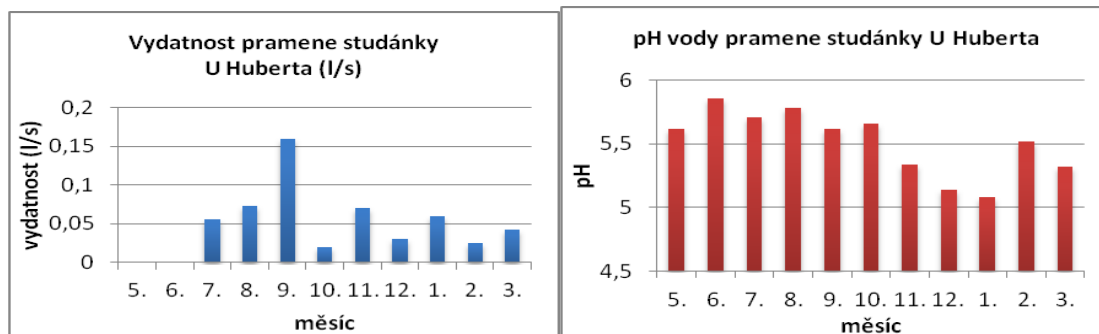 Vydatnost pramene studánky
U Huberta (l/s)
vydatnost (l/s)
0,2
0,15
0,1
0,05
0
5. 6. 7. 8. 9. 10. 11. 12. 1. 2. 3.
měsíc
pH vody pramene studánky U Huberta
pH
6
5,5
5
4,5
5. 6. 7. 8. 9. 10. 11. 12. 1. 2. 3.
měsíc